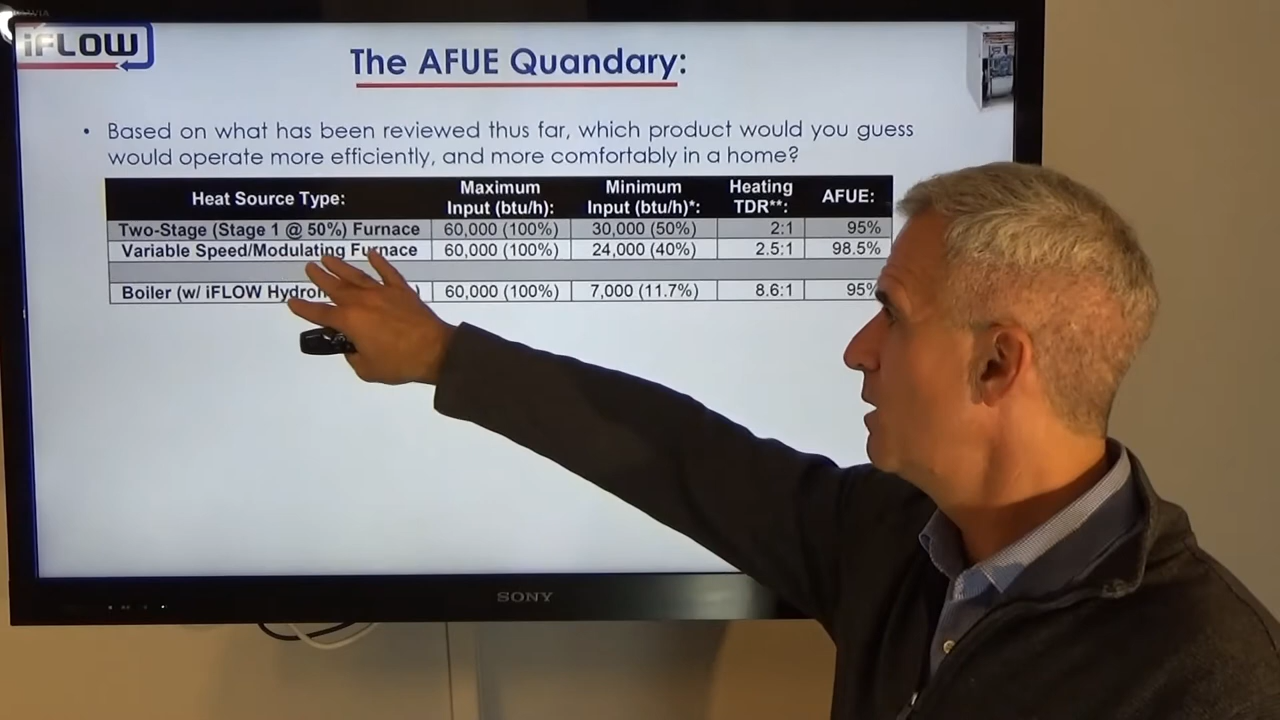 iFLOW
The AFUE Quandary:
• Based on what has been reviewed thus far, which product would you guess
would operate more efficiently, and more comfortably in a home?
Heat Source Type: Maximum Input (btu/h): Minimum Input (btu/h)*: Heating TDR**: AFUE:
Two-Stage (Stage 1 @ 50%) Furnace 60,000 (100%) 30,000 (50%) 2:1 95%
Variable Speed/Modulating Furnace 60,000 (100%) 24,000 (40%) 2.5:1 98.5%
Boiler (w/ iFLOW 60,000 (100%) 7,000 (11.7%) 8.6:1 95%
SONY